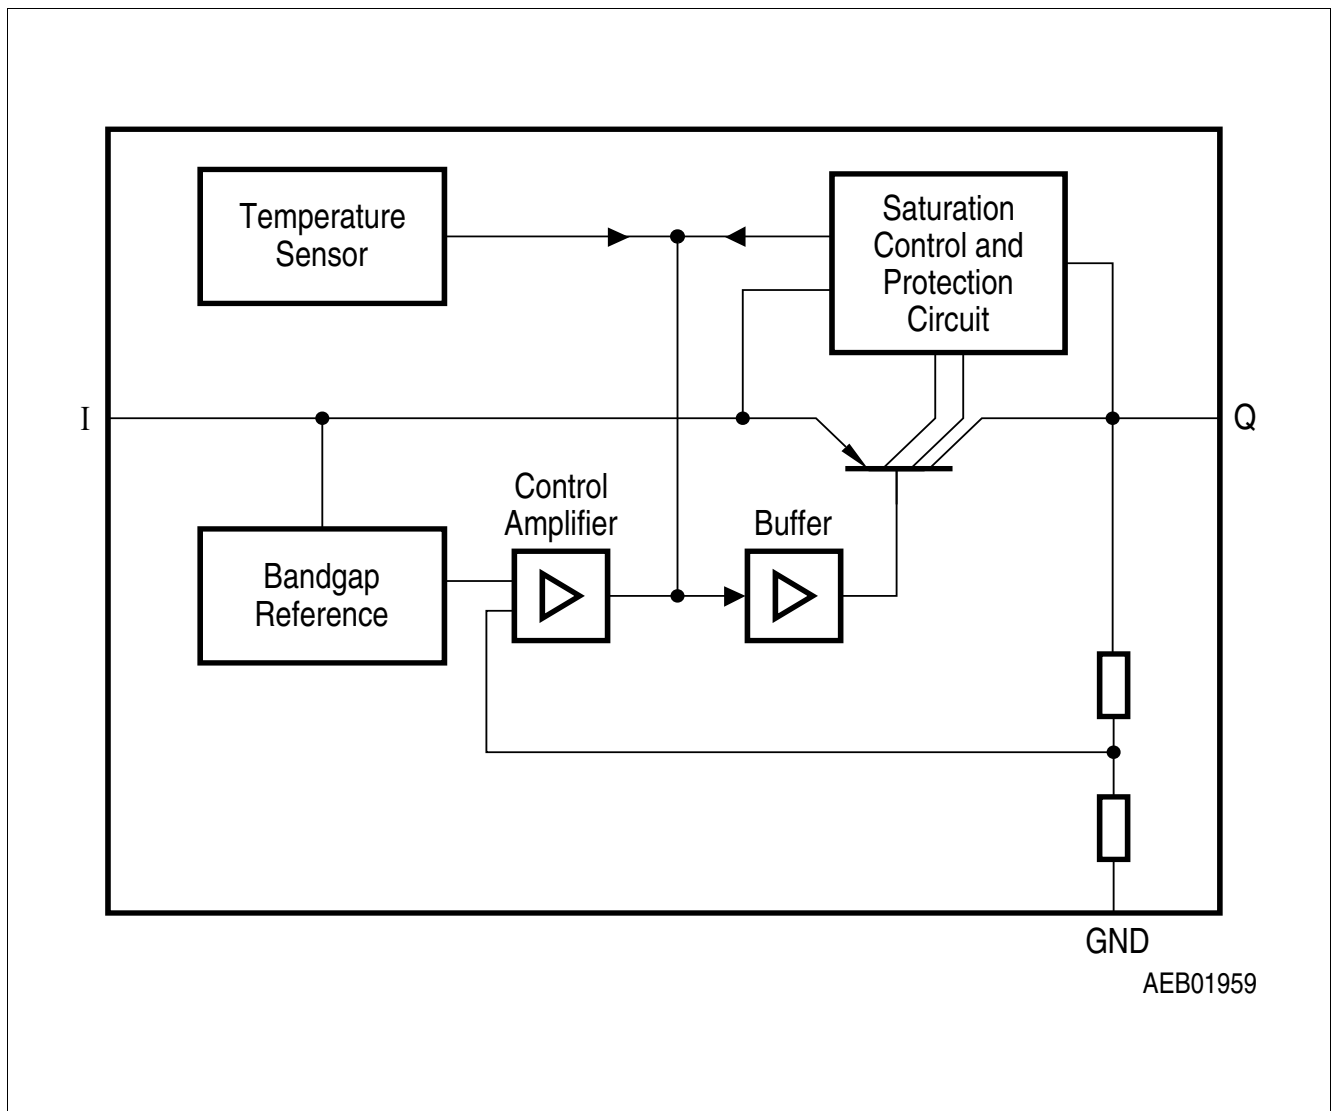 Temperature
Sensor
Saturation
Control and
Protection
Circuit
I
Q
Control
Amplifier
Buffer
Bandgap
Reference
GND
AEB01959